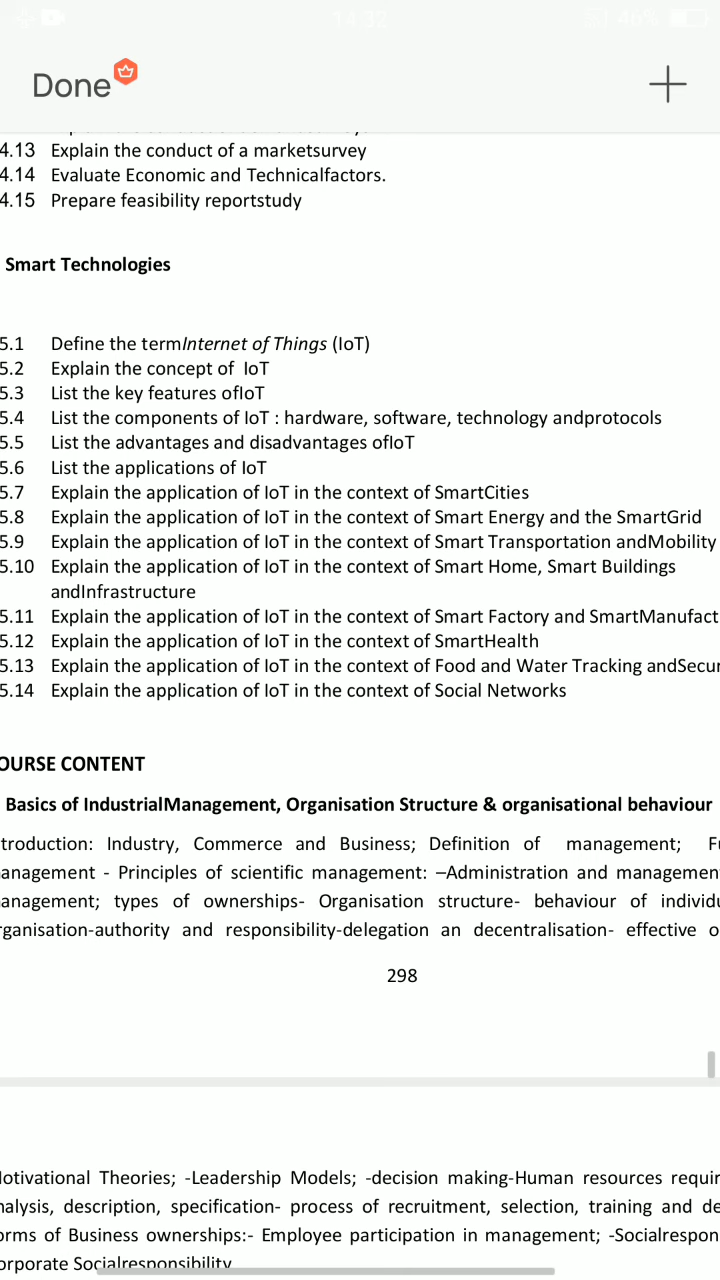 14:32
46%
Done
4.13 Explain the conduct of a marketsurvey
4.14 Evaluate Economic and Technicalfactors.
4.15 Prepare feasibility reportstudy
Smart Technologies
5.1 Define the termInternet of Things (IoT)
5.2 Explain the concept of IoT
5.3 List the key features ofIoT
5.4 List the components of IoT : hardware, software, technology andprotocols
5.5 List the advantages and disadvantages ofIoT
5.6 List the applications of IoT
5.7 Explain the application of IoT in the context of SmartCities
5.8 Explain the application of IoT in the context of Smart Energy and the SmartGrid
5.9 Explain the application of IoT in the context of Smart Transportation andMobility
5.10 Explain the application of IoT in the context of Smart Home, Smart Buildings
andInfrastructure
5.11 Explain the application of IoT in the context of Smart Factory and SmartManufact
5.12 Explain the application of IoT in the context of SmartHealth
5.13 Explain the application of IoT in the context of Food and Water Tracking andSecur
5.14 Explain the application of IoT in the context of Social Networks
OURSE CONTENT
Basics of IndustrialManagement, Organisation Structure & organisational behaviour
troduction: Industry, Commerce and Business; Definition of management; Fu
anagement - Principles of scientific management: –Administration and management
anagement; types of ownerships- Organisation structure- behaviour of individu
rganisation-authority and responsibility-delegation an decentralisation- effective o
298
otivational Theories; -Leadership Models; -decision making-Human resources requir
nalysis, description, specification- process of recruitment, selection, training and de
orms of Business ownerships:- Employee participation in management; -Socialrespon
orporate Socialresponsibility